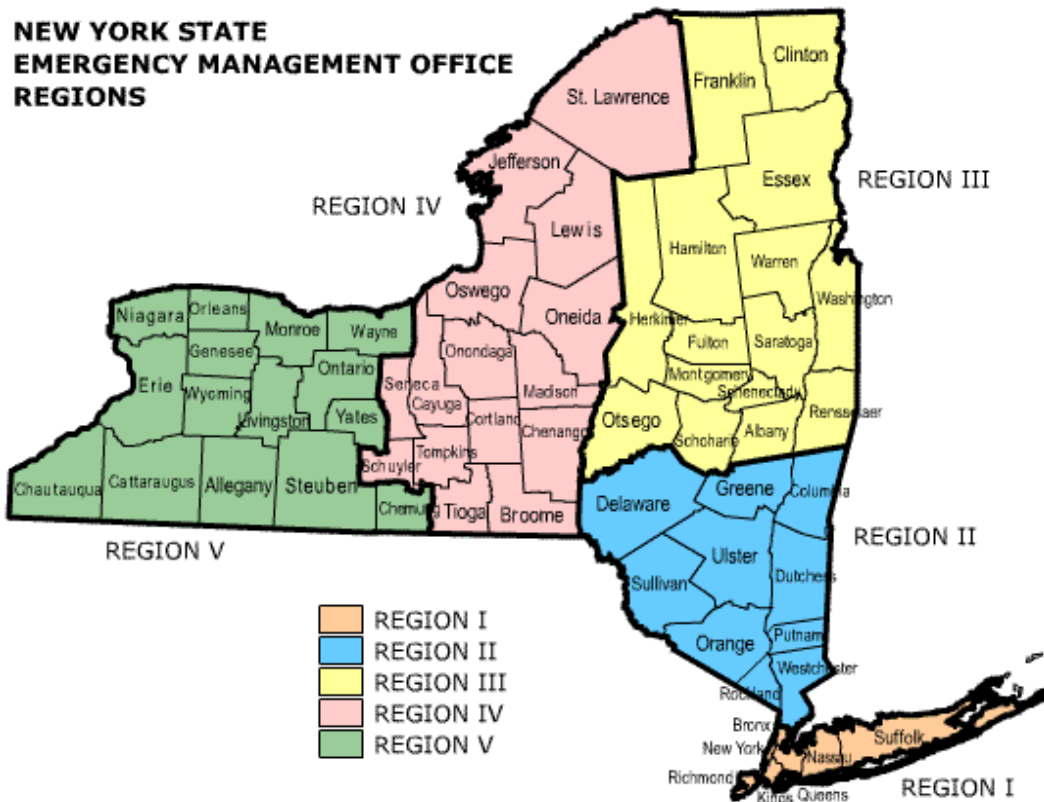 NEW YORK STATE
EMERGENCY MANAGEMENT OFFICE
REGIONS
Clinton
Franklin
St. Lawrence
Jefferson
Essex
REGION III
REGION IV
Lewis
Hamilton
Warren
Oswego
Washington
Niagara
Orleans
Monroe
Wayne
Oneida
Herkimer
Fulton
Saratoga
Genesee
Onondaga
Ontario
Montgomery
Erie
Seneca
Madison
Schenectady
Wyoming
Cayuga
Rensselaer
Livingston
Yates
Cortland
Otsego
Chenango
Albany
Schoharie
Tompkins
Schuyler
Chautauqua
Cattaraugus
Allegany
Steuben
Greene
Columbia
Delaware
Chemung
Tioga
Broome
REGION II
REGION V
Ulster
Dutchess
Sullivan
REGION I
REGION II
REGION III
REGION IV
REGION V
Orange
Putnam
Westchester
Rockland
Bronx
Suffolk
New York
Nassau
Richmond
REGION I
Kings
Queens